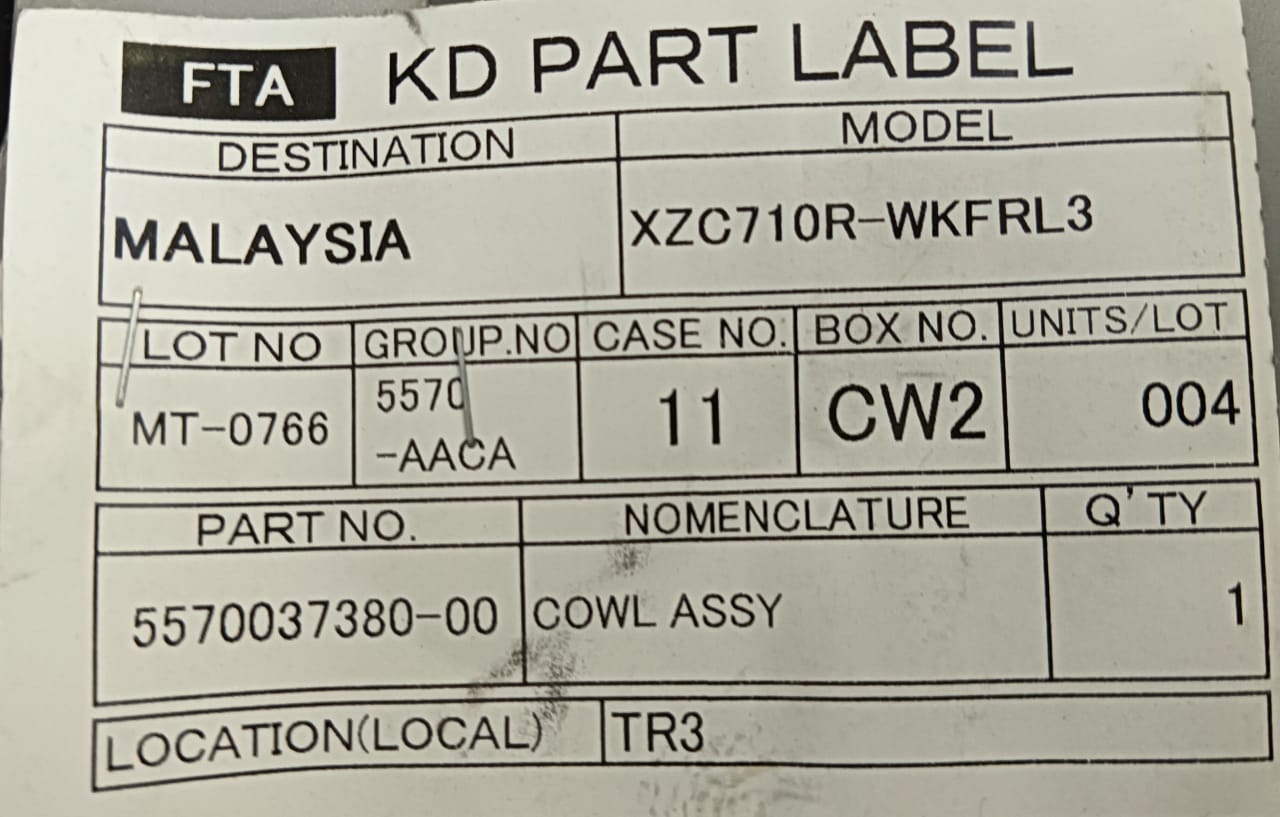 FTA KD PART LABEL
DESTINATION MODEL
MALAYSIA XZC710R-WKFRL3
LOT NO GROUP.NO CASE NO. BOX NO. UNITS/LOT
MT-0766 5570 11 CW2 004
-AACA
PART NO. NOMENCLATURE Q'TY
5570037380-00 COWL ASSY 1
LOCATION(LOCAL) TR3